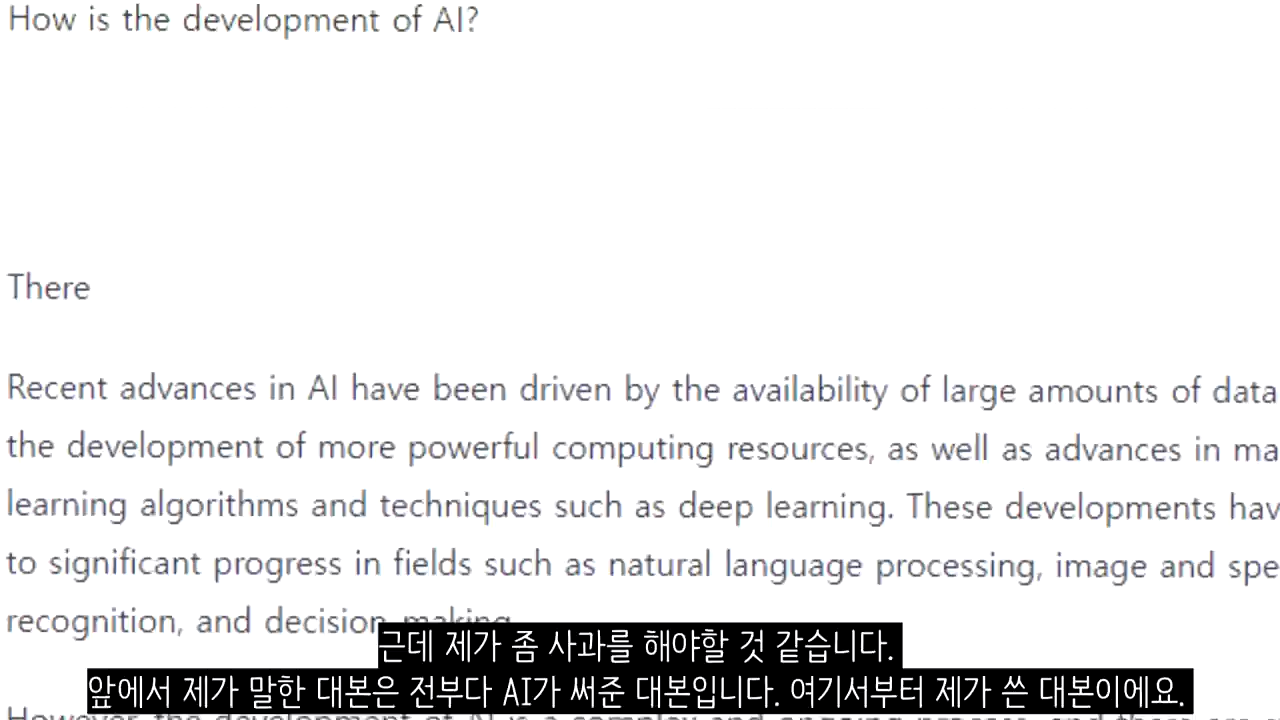 How is the development of AI?
There
Recent advances in AI have been driven by the availability of large amounts of data
the development of more powerful computing resources, as well as advances in ma
learning algorithms and techniques such as deep learning. These developments hav
to significant progress in fields such as natural language processing, image and spe
recognition, and decision making
근데 제가 좀 사과를 해야할 것 같습니다.
앞에서 제가 말한 대본은 전부다 AI가 써준 대본입니다. 여기서부터 제가 쓴 대본이에요.